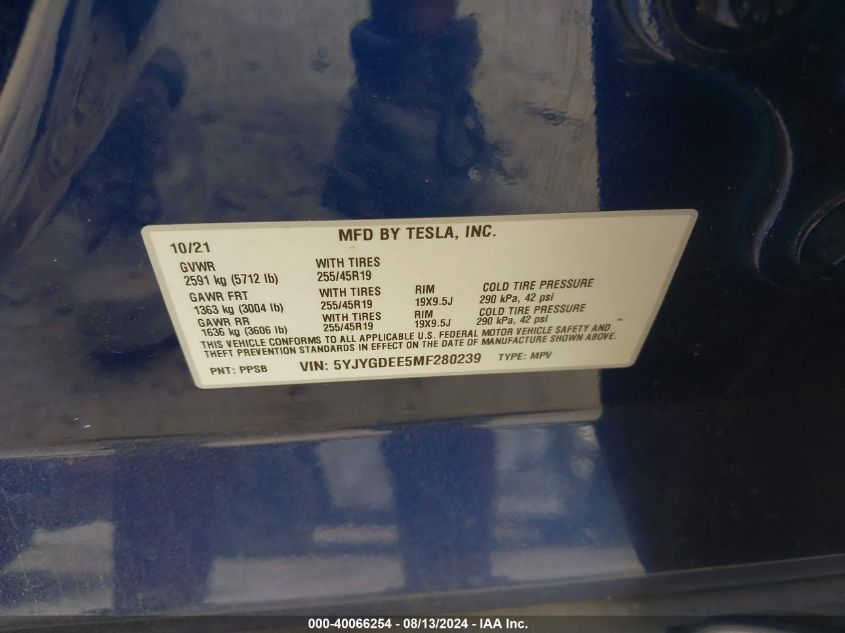 MFD BY TESLA, INC.
10/21
GVWR WITH TIRES
2591 kg (5712 lb) 255/45R19
GAWR FRT WITH TIRES RIM COLD TIRE PRESSURE
1363 kg (3004 lb) 255/45R19 19X9.5J 290 kPa, 42 psi
GAWR RR WITH TIRES RIM COLD TIRE PRESSURE
1636 kg (3606 lb) 255/45R19 19X9.5J 290 kPa, 42 psi
THIS VEHICLE CONFORMS TO ALL APPLICABLE U.S. FEDERAL MOTOR VEHICLE SAFETY AND
THEFT PREVENTION STANDARDS IN EFFECT ON THE DATE OF MANUFACTURE SHOWN ABOVE.
PNT: PPSB VIN: 5YJYGDEE5MF280239 TYPE: MPV
000-40066254 - 08/13/2024 - IAA Inc.